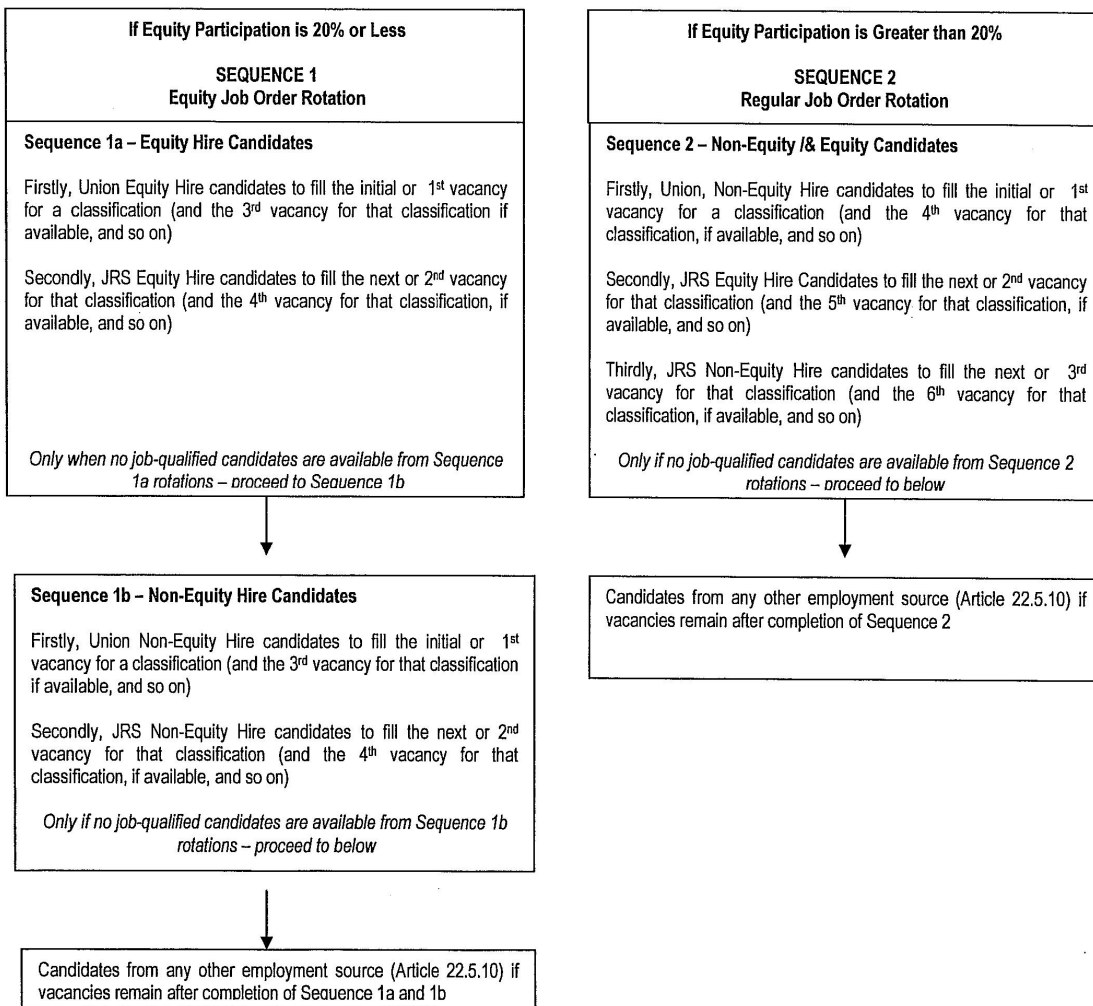 If Equity Participation is 20% or Less
SEQUENCE 1
Equity Job Order Rotation
Sequence 1a – Equity Hire Candidates
Firstly, Union Equity Hire candidates to fill the initial or 1st vacancy
for a classification (and the 3rd vacancy for that classification if
available, and so on)
Secondly, JRS Equity Hire candidates to fill the next or 2nd vacancy
for that classification (and the 4th vacancy for that classification, if
available, and so on)
Only when no job-qualified candidates are available from Sequence
1a rotations – proceed to Sequence 1b
Sequence 1b – Non-Equity Hire Candidates
Firstly, Union Non-Equity Hire candidates to fill the initial or 1st
vacancy for a classification (and the 3rd vacancy for that classification
if available, and so on)
Secondly, JRS Non-Equity Hire candidates to fill the next or 2nd
vacancy for that classification (and the 4th vacancy for that
classification, if available, and so on)
Only if no job-qualified candidates are available from Sequence 1b
rotations – proceed to below
Candidates from any other employment source (Article 22.5.10) if
vacancies remain after completion of Sequence 1a and 1b
If Equity Participation is Greater than 20%
SEQUENCE 2
Regular Job Order Rotation
Sequence 2 – Non-Equity /& Equity Candidates
Firstly, Union, Non-Equity Hire candidates to fill the initial or 1st
vacancy for a classification (and the 4th vacancy for that
classification, if available, and so on)
Secondly, JRS Equity Hire Candidates to fill the next or 2nd vacancy
for that classification (and the 5th vacancy for that classification, if
available, and so on)
Thirdly, JRS Non-Equity Hire candidates to fill the next or 3rd
vacancy for that classification (and the 6th vacancy for that
classification, if available, and so on)
Only if no job-qualified candidates are available from Sequence 2
rotations – proceed to below
Candidates from any other employment source (Article 22.5.10) if
vacancies remain after completion of Sequence 2